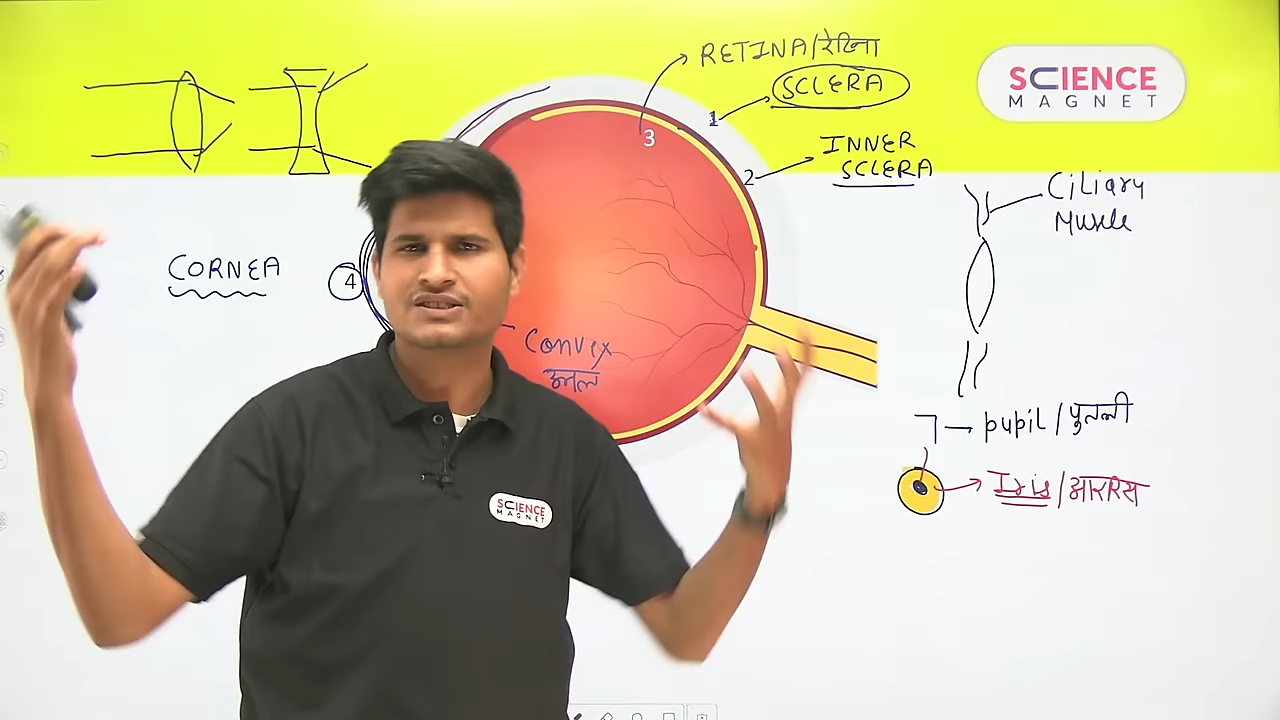 RETINA/रेटिना
SCLERA
1
3
INNER
SCLERA
2
SCIENCE
MAGNET
Ciliary
Muscle
CORNEA
4
Convex
pupil/पुतली
Iris/आइरिस
SCIENCE
MAGNET